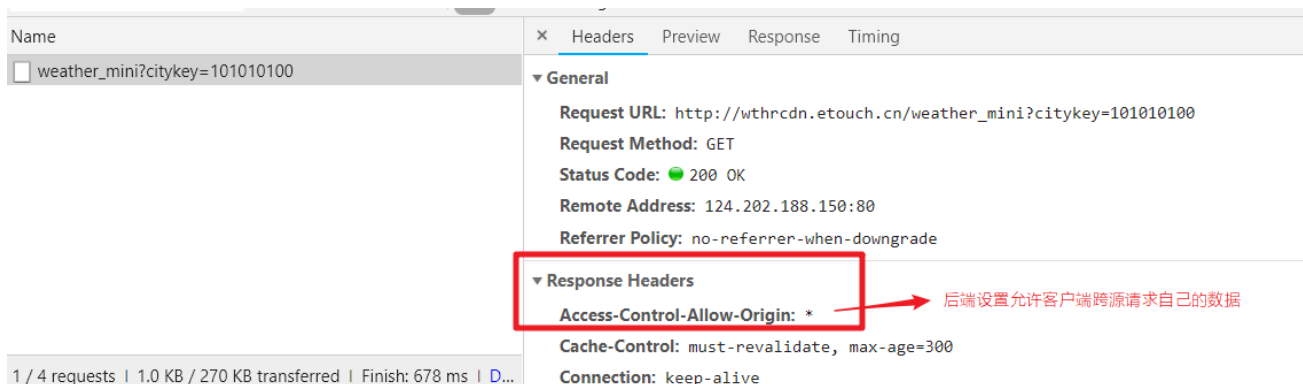 Name
× Headers Preview Response Timing
weather_mini?citykey=101010100
▼ General
Request URL: http://wthrcdn.etouch.cn/weather_mini?citykey=101010100
Request Method: GET
Status Code: 200 OK
Remote Address: 124.202.188.150:80
Referrer Policy: no-referrer-when-downgrade
▼ Response Headers
Access-Control-Allow-Origin: *
后端设置允许客户端跨源请求自己的数据
Cache-Control: must-revalidate, max-age=300
Connection: keep-alive
1 / 4 requests | 1.0 KB / 270 KB transferred | Finish: 678 ms | D...